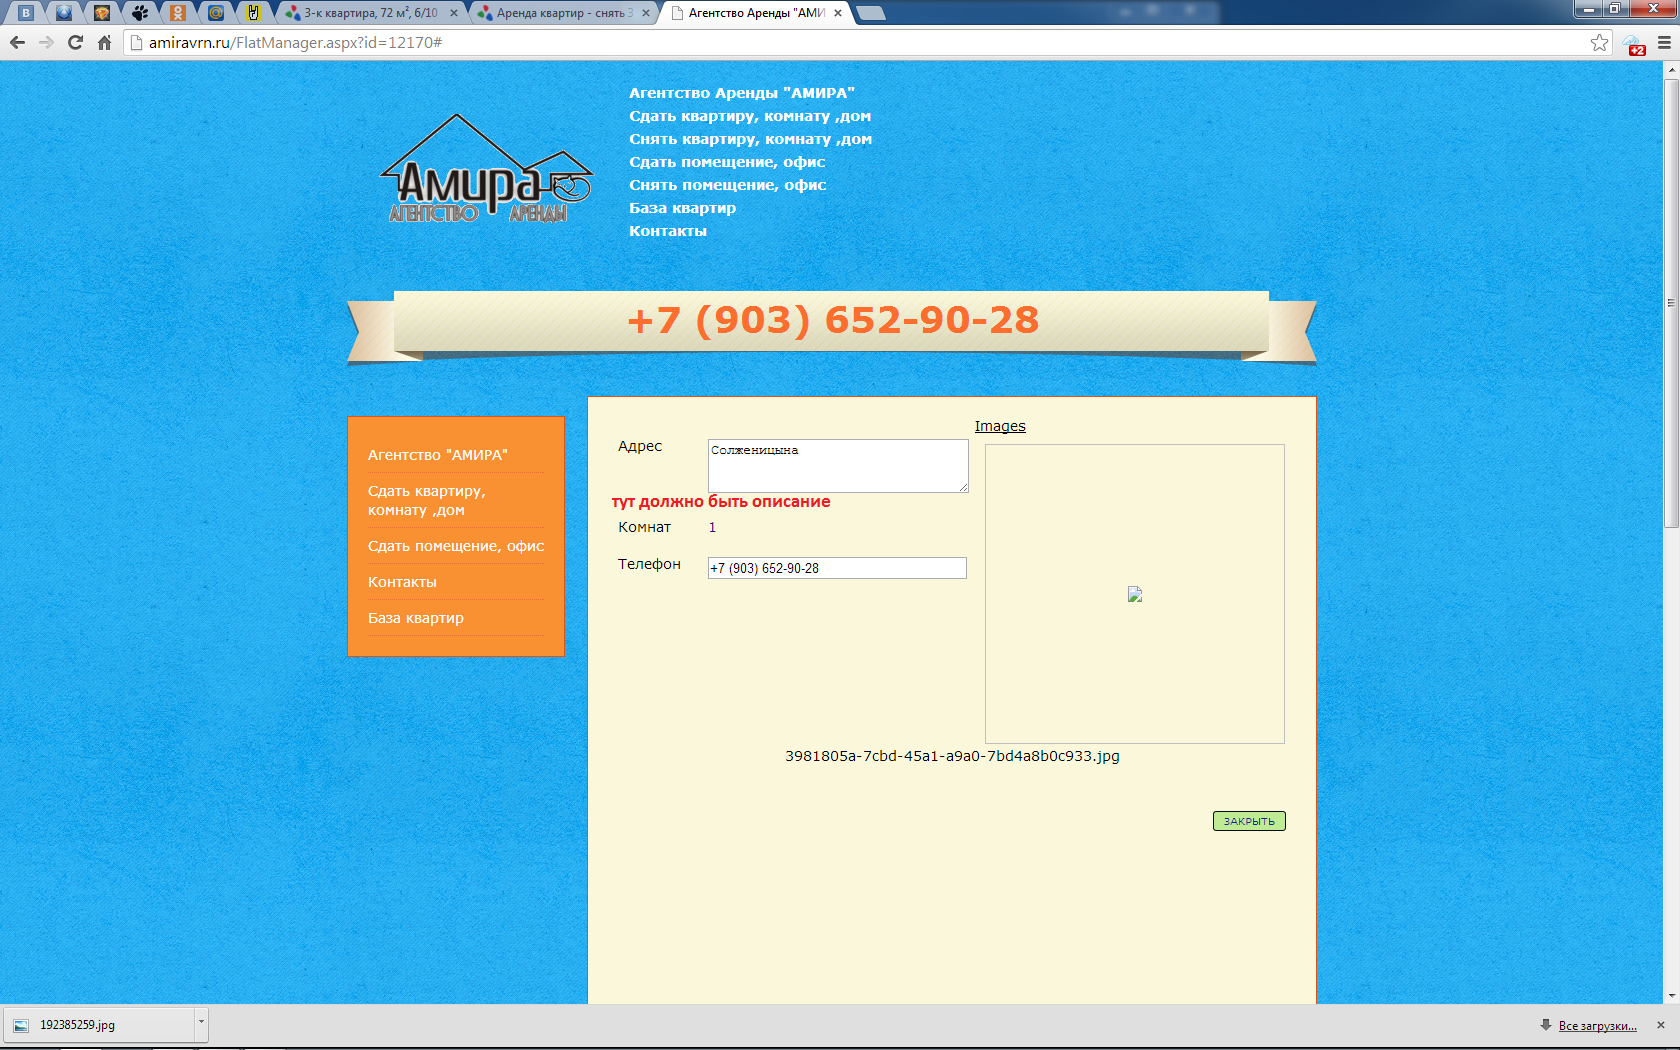 3-к квартира, 72 м², 6/10
Аренда квартир - снять 3
Агентство Аренды "АМИ
amiravrn.ru/FlatManager.aspx?id=12170#
+2
Агентство Аренды "АМИРА"
Сдать квартиру, комнату ,дом
Снять квартиру, комнату ,дом
Сдать помещение, офис
Снять помещение, офис
База квартир
Контакты
Амира
АГЕНТСТВО АРЕНДЫ
+7 (903) 652-90-28
Агентство "АМИРА"
Сдать квартиру,
комнату ,дом
Сдать помещение, офис
Контакты
База квартир
Images
Адрес
Солженицына
тут должно быть описание
Комнат 1
Телефон +7 (903) 652-90-28
3981805a-7cbd-45a1-a9a0-7bd4a8b0c933.jpg
ЗАКРЫТЬ
192385259.jpg
Все загрузки...